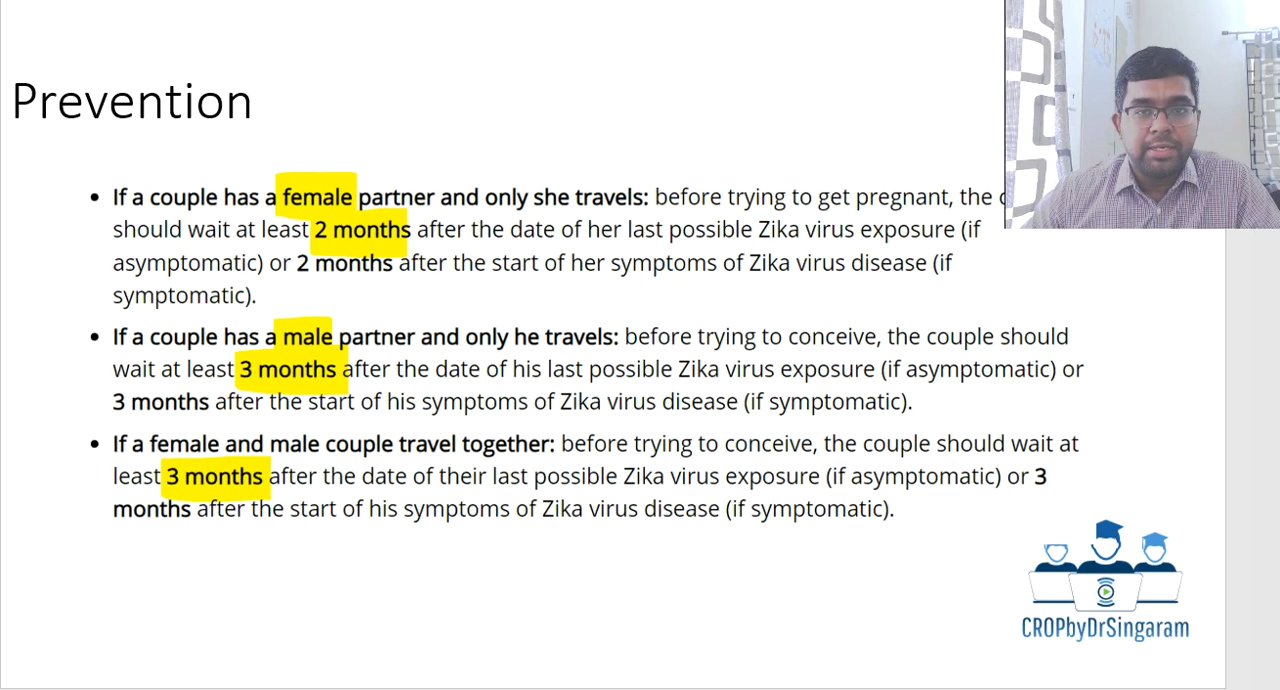 Prevention
• If a couple has a female partner and only she travels: before trying to get pregnant, the
should wait at least 2 months after the date of her last possible Zika virus exposure (if
asymptomatic) or 2 months after the start of her symptoms of Zika virus disease (if
symptomatic).
• If a couple has a male partner and only he travels: before trying to conceive, the couple should
wait at least 3 months after the date of his last possible Zika virus exposure (if asymptomatic) or
3 months after the start of his symptoms of Zika virus disease (if symptomatic).
• If a female and male couple travel together: before trying to conceive, the couple should wait at
least 3 months after the date of their last possible Zika virus exposure (if asymptomatic) or 3
months after the start of his symptoms of Zika virus disease (if symptomatic).
CROPbyDrSingaram